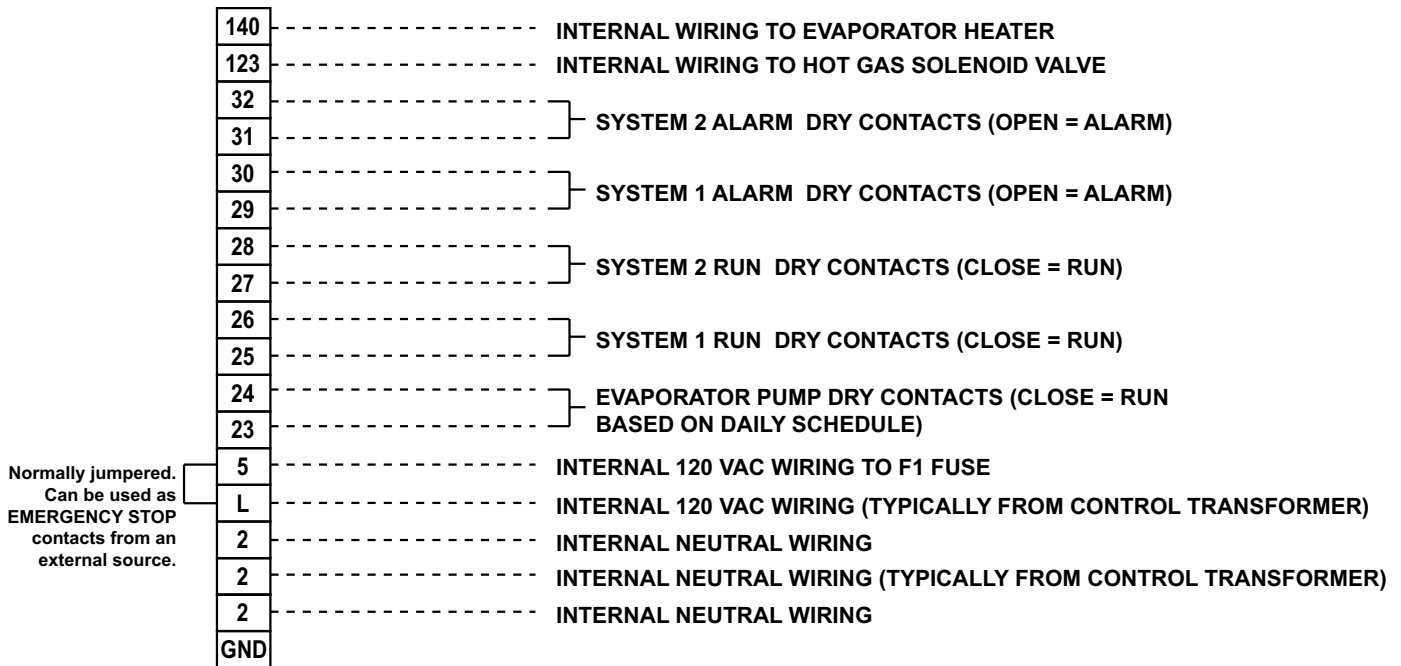 140 INTERNAL WIRING TO EVAPORATOR HEATER
123 INTERNAL WIRING TO HOT GAS SOLENOID VALVE
32
SYSTEM 2 ALARM DRY CONTACTS (OPEN = ALARM)
31
30
SYSTEM 1 ALARM DRY CONTACTS (OPEN = ALARM)
29
28
SYSTEM 2 RUN DRY CONTACTS (CLOSE = RUN)
27
26
SYSTEM 1 RUN DRY CONTACTS (CLOSE = RUN)
25
24 EVAPORATOR PUMP DRY CONTACTS (CLOSE = RUN
23 BASED ON DAILY SCHEDULE)
5 INTERNAL 120 VAC WIRING TO F1 FUSE
Normally jumpered.
Can be used as
EMERGENCY STOP
contacts from an
external source.
L INTERNAL 120 VAC WIRING (TYPICALLY FROM CONTROL TRANSFORMER)
2 INTERNAL NEUTRAL WIRING
2 INTERNAL NEUTRAL WIRING (TYPICALLY FROM CONTROL TRANSFORMER)
2 INTERNAL NEUTRAL WIRING
GND